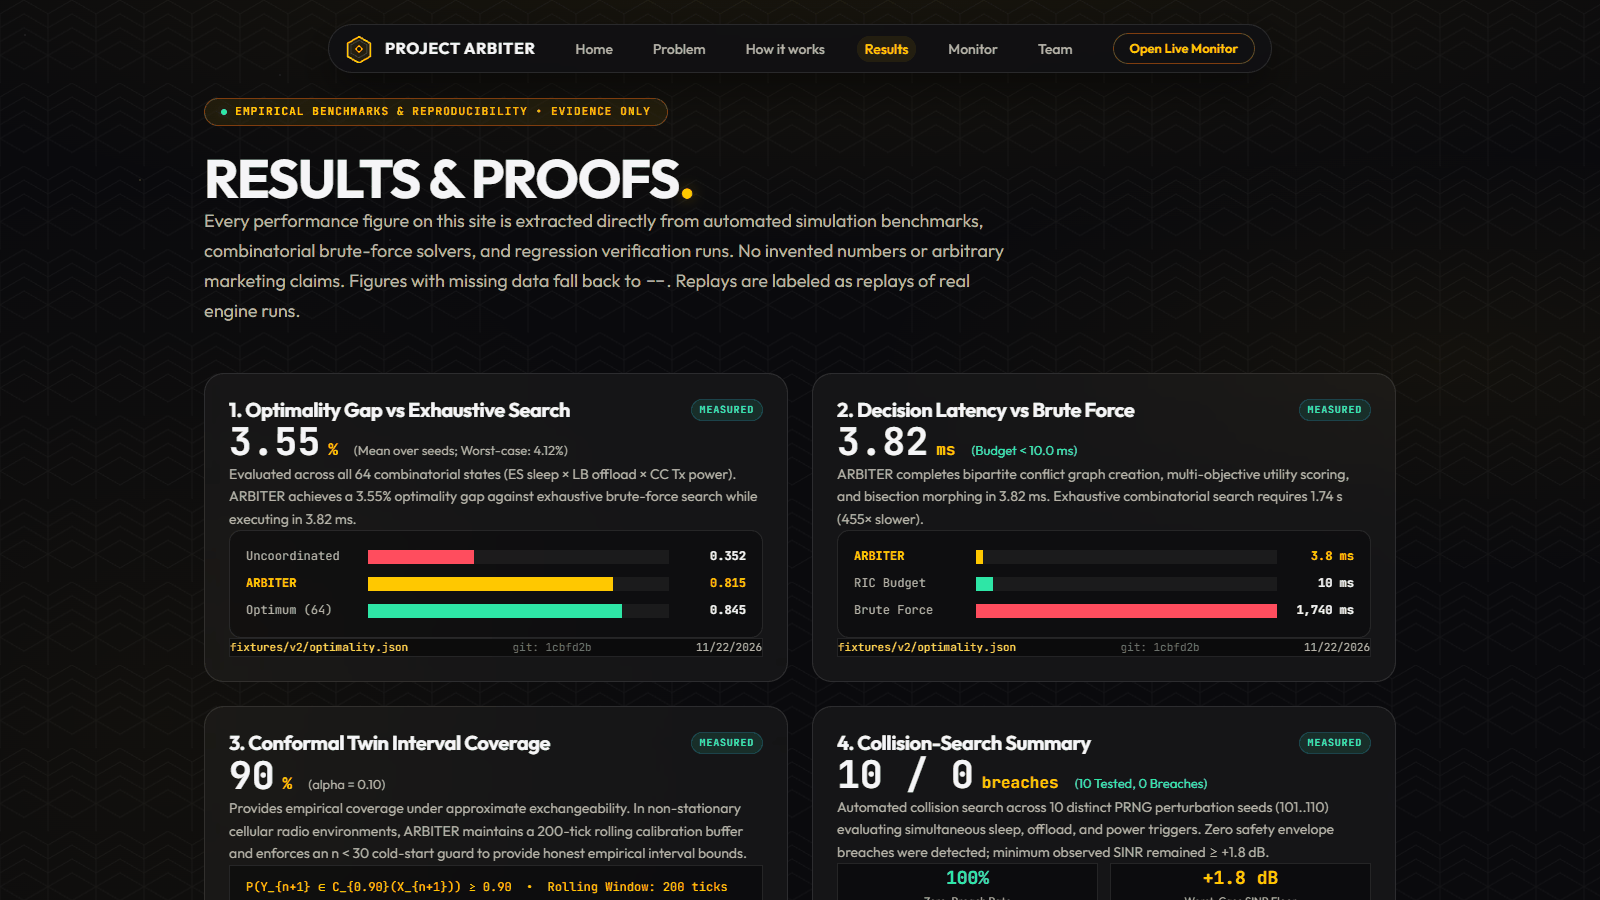 PROJECT ARBITER
Home
Problem
How it works
Results
Monitor
Team
Open Live Monitor
EMPIRICAL BENCHMARKS & REPRODUCIBILITY • EVIDENCE ONLY
RESULTS & PROOFS.
Every performance figure on this site is extracted directly from automated simulation benchmarks,
combinatorial brute-force solvers, and regression verification runs. No invented numbers or arbitrary
marketing claims. Figures with missing data fall back to --. Replays are labeled as replays of real
engine runs.
1. Optimality Gap vs Exhaustive Search
MEASURED
3.55 % (Mean over seeds; Worst-case: 4.12%)
Evaluated across all 64 combinatorial states (ES sleep × LB offload × CC Tx power).
ARBITER achieves a 3.55% optimality gap against exhaustive brute-force search while
executing in 3.82 ms.
Uncoordinated 0.352
ARBITER 0.815
Optimum (64) 0.845
fixtures/v2/optimality.json git: 1cbfd2b 11/22/2026
2. Decision Latency vs Brute Force
MEASURED
3.82 ms (Budget < 10.0 ms)
ARBITER completes bipartite conflict graph creation, multi-objective utility scoring,
and bisection morphing in 3.82 ms. Exhaustive combinatorial search requires 1.74 s
(455× slower).
ARBITER 3.8 ms
RIC Budget 10 ms
Brute Force 1,740 ms
fixtures/v2/optimality.json git: 1cbfd2b 11/22/2026
3. Conformal Twin Interval Coverage
MEASURED
90 % (alpha = 0.10)
Provides empirical coverage under approximate exchangeability. In non-stationary
cellular radio environments, ARBITER maintains a 200-tick rolling calibration buffer
and enforces an n < 30 cold-start guard to provide honest empirical interval bounds.
P(Y_{n+1} ∈ C_{0.90}(X_{n+1})) ≥ 0.90 • Rolling Window: 200 ticks
4. Collision-Search Summary
MEASURED
10 / 0 breaches (10 Tested, 0 Breaches)
Automated collision search across 10 distinct PRNG perturbation seeds (101..110)
evaluating simultaneous sleep, offload, and power triggers. Zero safety envelope
breaches were detected; minimum observed SINR remained ≥ +1.8 dB.
100%
+1.8 dB